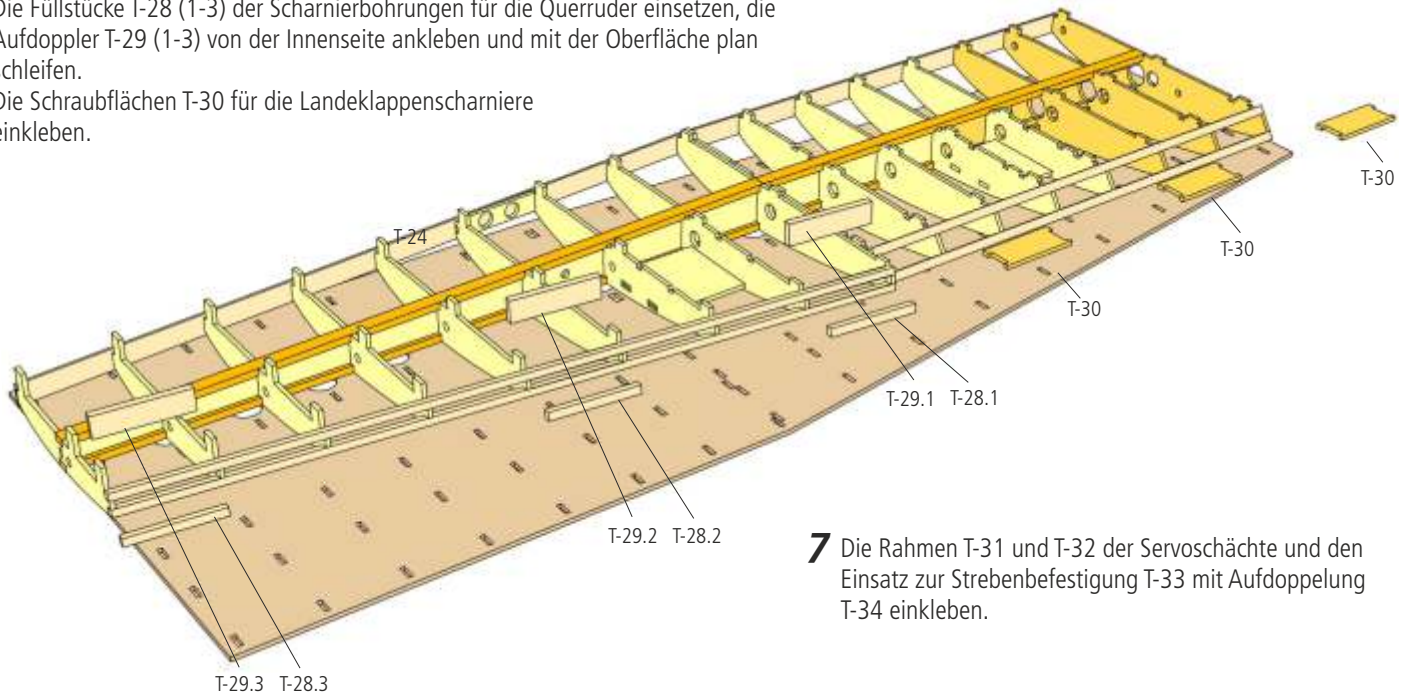 Die Füllstücke T-28 (1-3) der Scharnierbohrungen für die Querruder einsetzen, die
Aufdoppler T-29 (1-3) von der Innenseite ankleben und mit der Oberfläche plan
schleifen.
Die Schraubflächen T-30 für die Landeklappenscharniere
einkleben.
T-30
T-24
T-30
T-30
T-29.1 T-28.1
T-29.2 T-28.2
7 Die Rahmen T-31 und T-32 der Servoschächte und den
Einsatz zur Strebenbefestigung T-33 mit Aufdoppelung
T-34 einkleben.
T-29.3 T-28.3